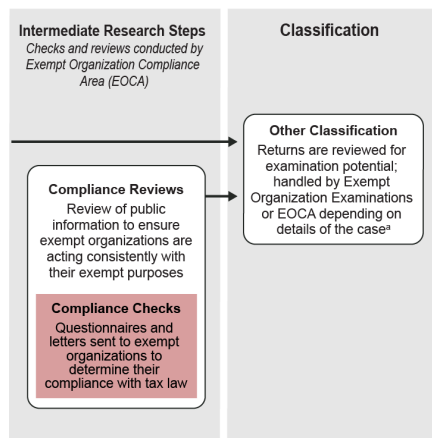 Intermediate Research Steps
Checks and reviews conducted by
Exempt Organization Compliance
Area (EOCA)
Classification
Other Classification
Returns are reviewed for
examination potential;
handled by Exempt
Organization Examinations
or EOCA depending on
details of the caseᵃ
Compliance Reviews
Review of public
information to ensure
exempt organizations are
acting consistently with
their exempt purposes
Compliance Checks
Questionnaires and
letters sent to exempt
organizations to
determine their
compliance with tax law